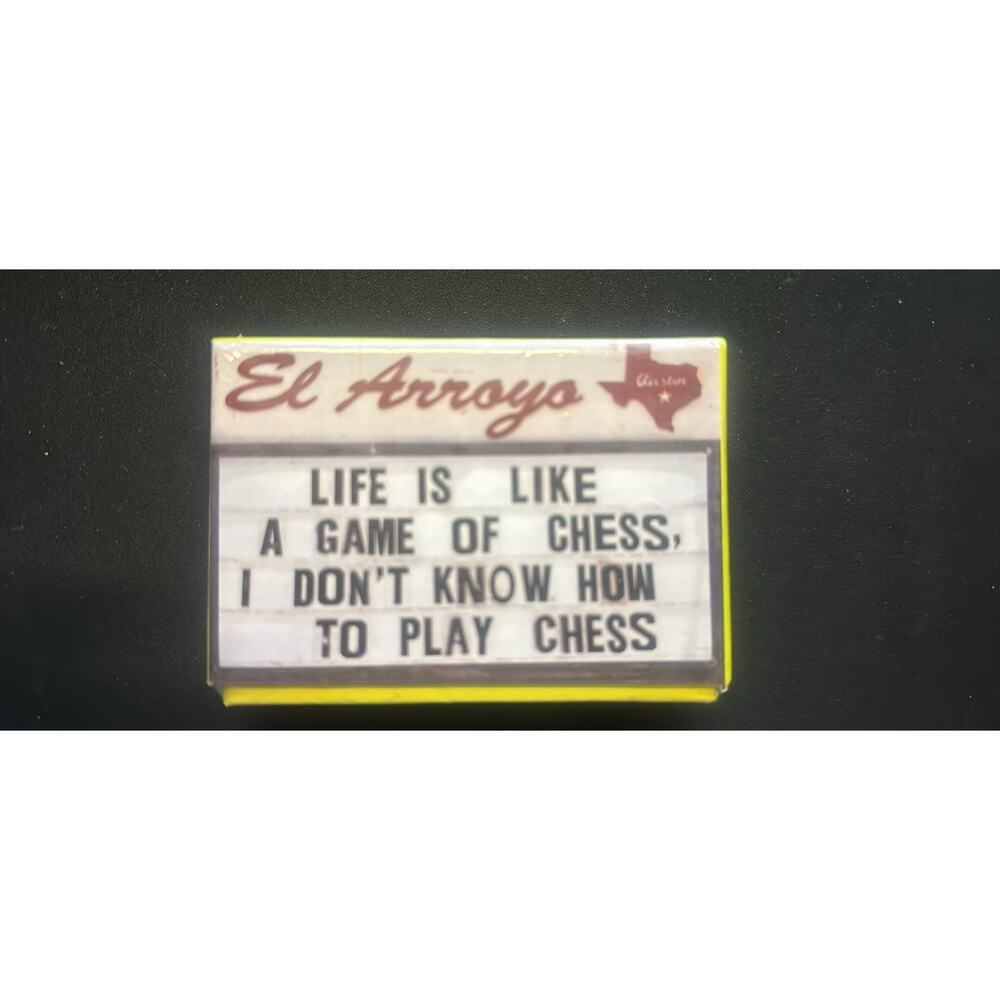 El Arroyo
Austin
LIFE IS LIKE
A GAME OF CHESS,
I DON'T KNOW HOW
TO PLAY CHESS